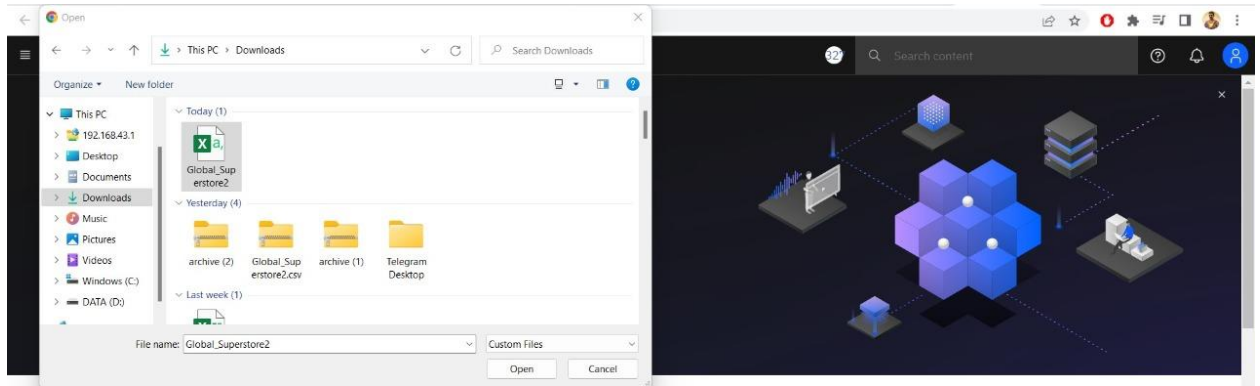 Open
This PC > Downloads
Search Downloads
32°
Search content
Organize
New folder
This PC
192.168.43.1
Desktop
Documents
Downloads
Music
Pictures
Videos
Windows (C:)
DATA (D:)
Today (1)
a,
Global_Sup
erstore2
Yesterday (4)
archive (2)
Global_Sup
erstore2.csv
archive (1)
Telegram
Desktop
Last week (1)
File name:
Global_Superstore2
Custom Files
Open
Cancel